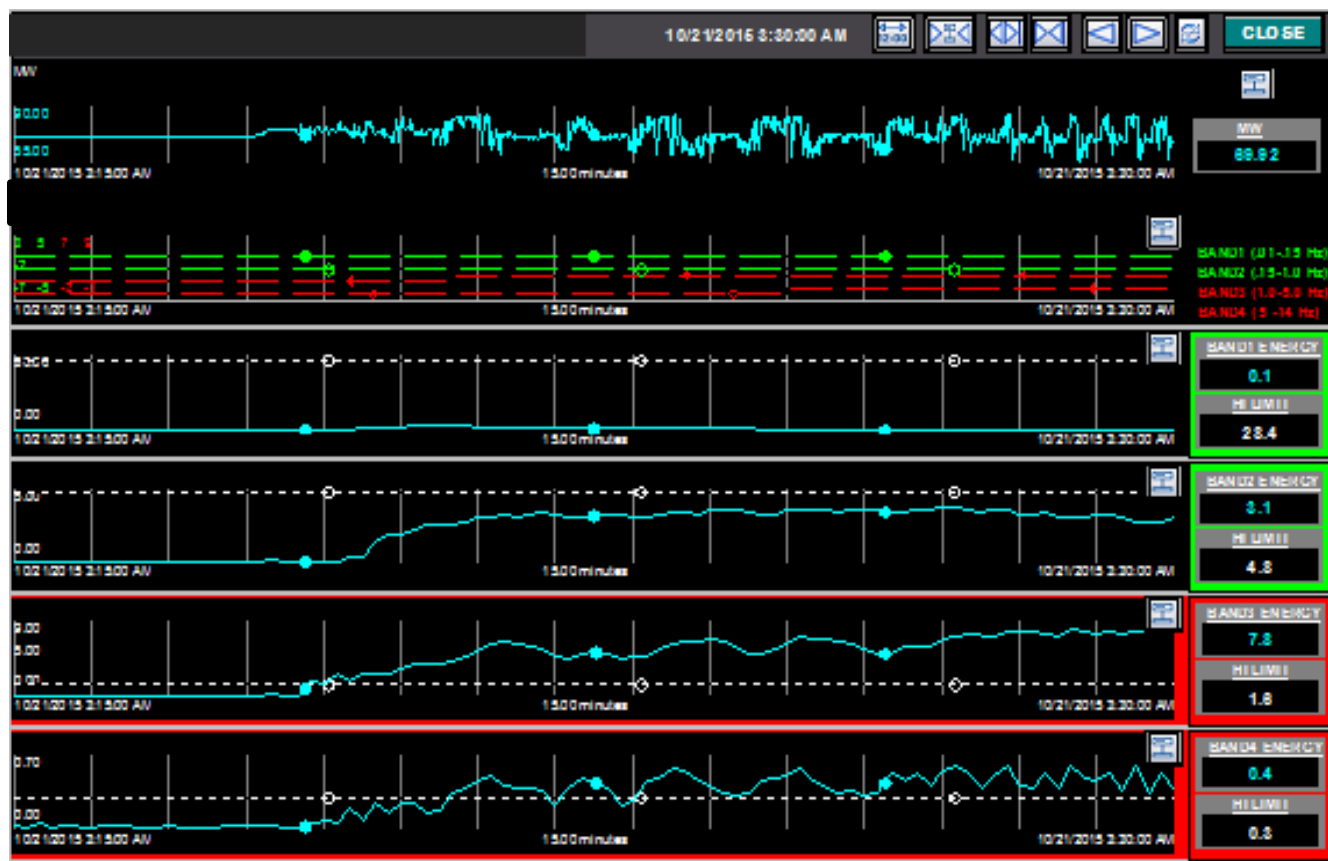 10/21/2015 3:30:00 AM
CLOSE
MW
90.00
MW
69.92
10/21/2015 3:15:00 AM 15.00 minutes 10/21/2015 3:30:00 AM
5 7 9
BAND1 (.01-.15 Hz)
BAND2 (.15-1.0 Hz)
BAND3 (1.0-5.0 Hz)
-7 -5
10/21/2015 3:15:00 AM 15.00 minutes 10/21/2015 3:30:00 AM
BAND4 (5 -14 Hz)
BAND1 ENERGY
0.1
HI LIMIT
0.00
28.4
10/21/2015 3:15:00 AM 15.00 minutes 10/21/2015 3:30:00 AM
BAND2 ENERGY
5.00
3.1
HI LIMIT
0.00
4.8
10/21/2015 3:15:00 AM 15.00 minutes 10/21/2015 3:30:00 AM
BAND3 ENERGY
9.00
5.00
7.8
HI LIMIT
1.6
10/21/2015 3:15:00 AM 15.00 minutes 10/21/2015 3:30:00 AM
BAND4 ENERGY
0.70
0.4
HI LIMIT
0.00
0.3
10/21/2015 3:15:00 AM 15.00 minutes 10/21/2015 3:30:00 AM